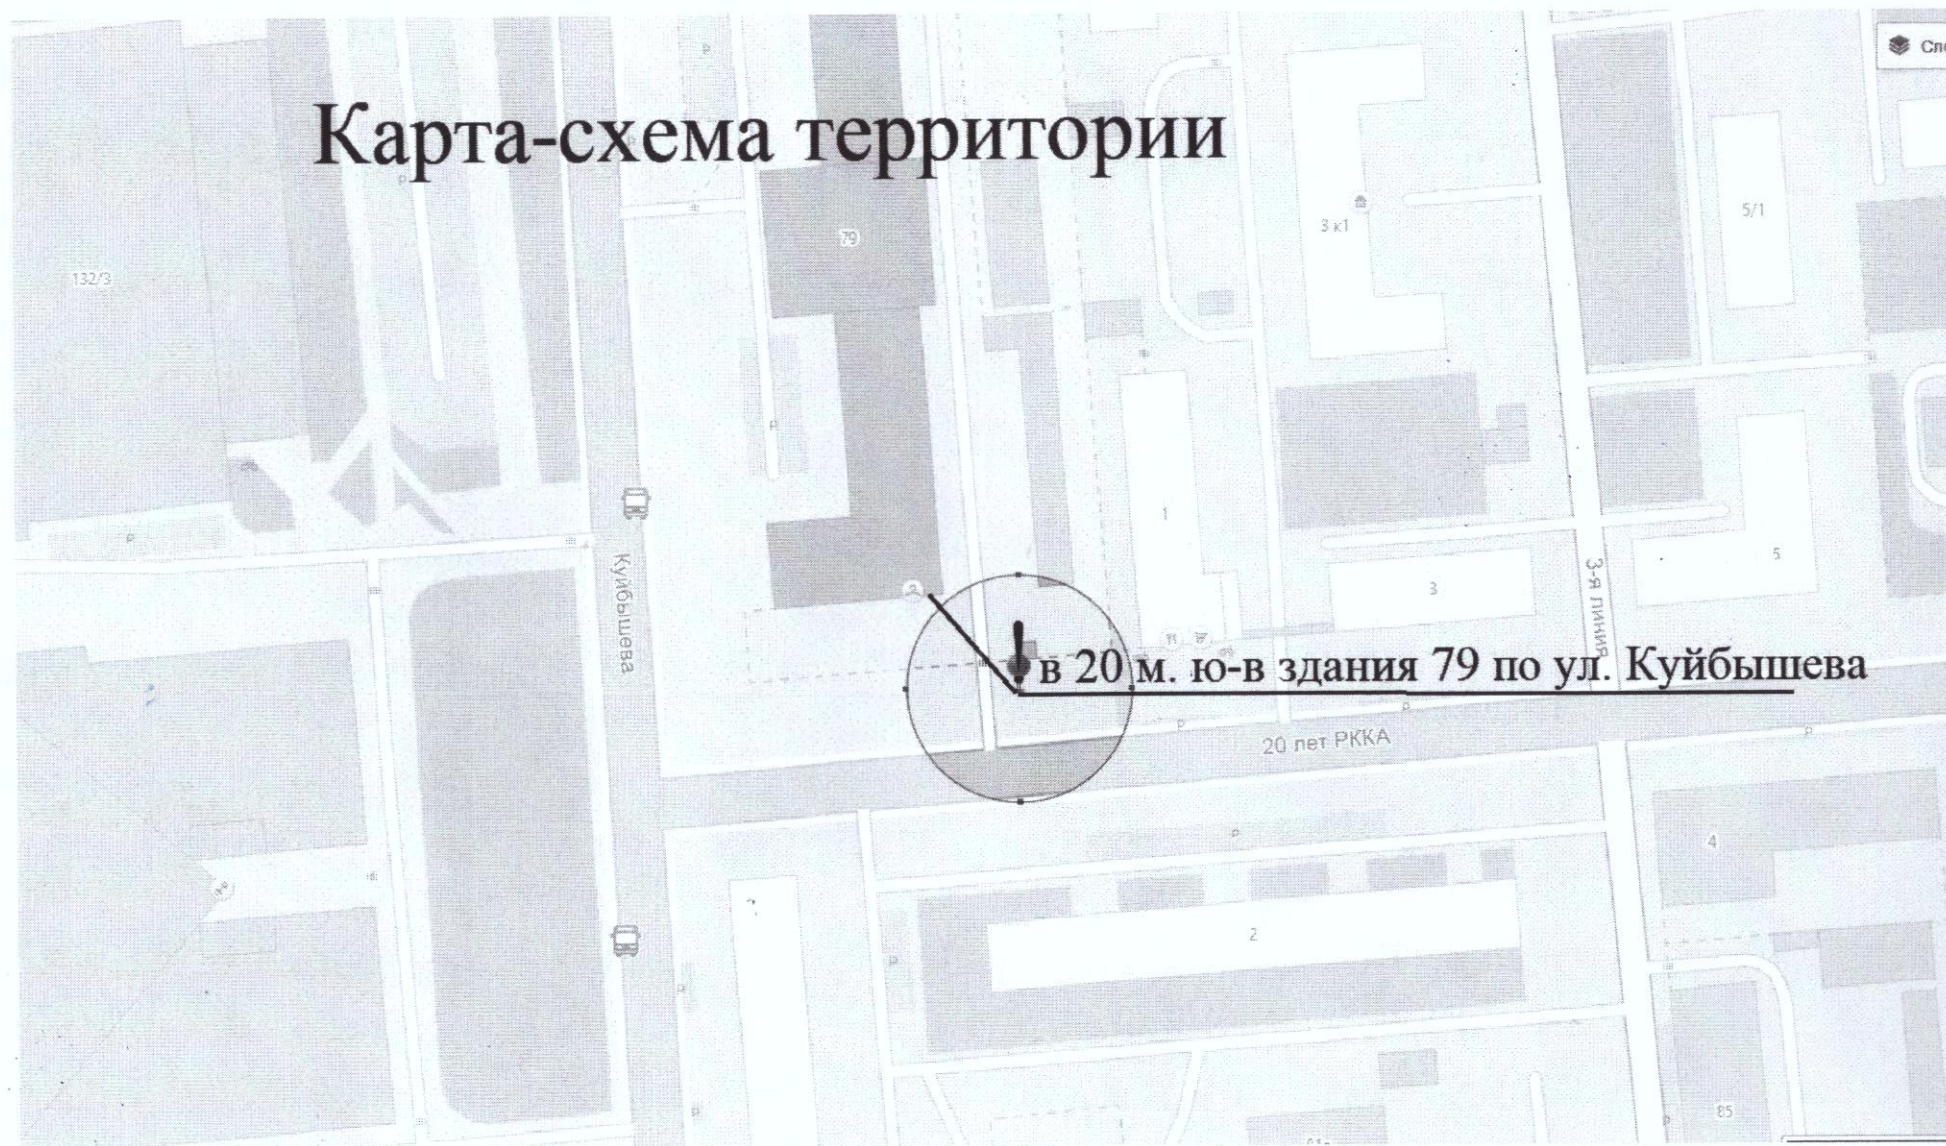 Сло
Карта-схема территории
79
3 к1
5/1
132/3
1
Куйбышева
3-я линия
5
3
в 20 м. ю-в здания 79 по ул. Куйбышева
20 лет РККА
4
2
85